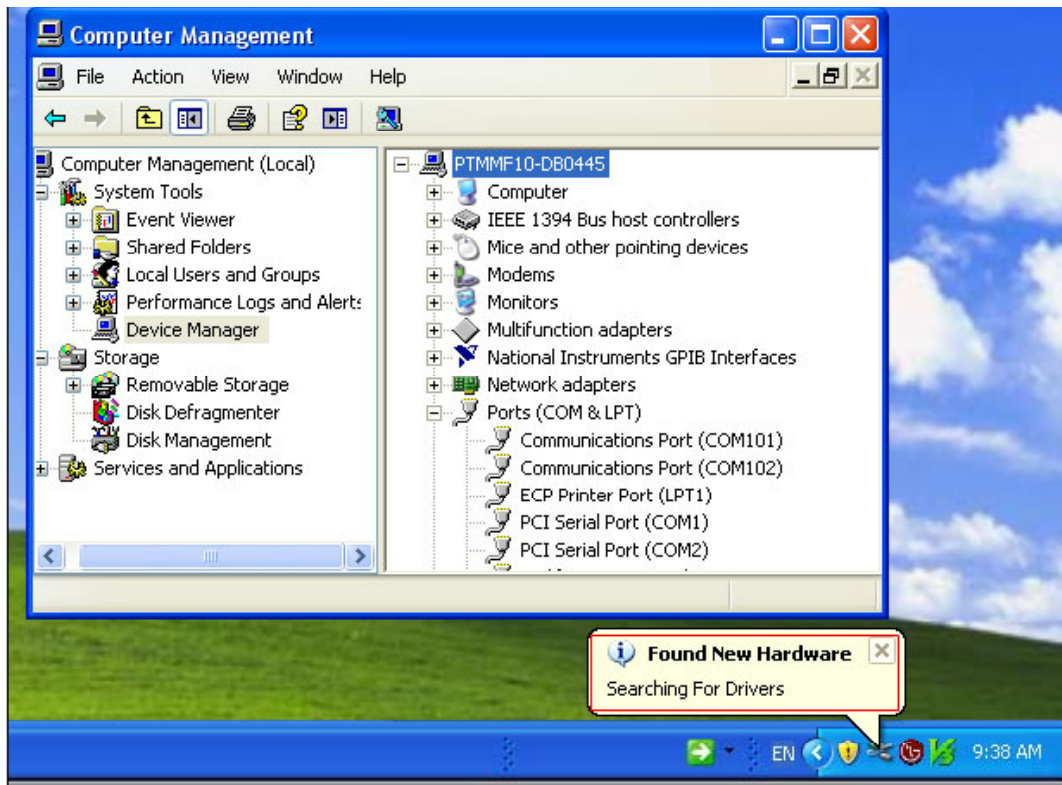 Computer Management
File Action View Window Help
Computer Management (Local)
System Tools
Event Viewer
Shared Folders
Local Users and Groups
Performance Logs and Alert:
Device Manager
Storage
Removable Storage
Disk Defragmenter
Disk Management
Services and Applications
PTMMF10-DB0445
Computer
IEEE 1394 Bus host controllers
Mice and other pointing devices
Modems
Monitors
Multifunction adapters
National Instruments GPIB Interfaces
Network adapters
Ports (COM & LPT)
Communications Port (COM101)
Communications Port (COM102)
ECP Printer Port (LPT1)
PCI Serial Port (COM1)
PCI Serial Port (COM2)
Found New Hardware
Searching For Drivers
EN
9:38 AM